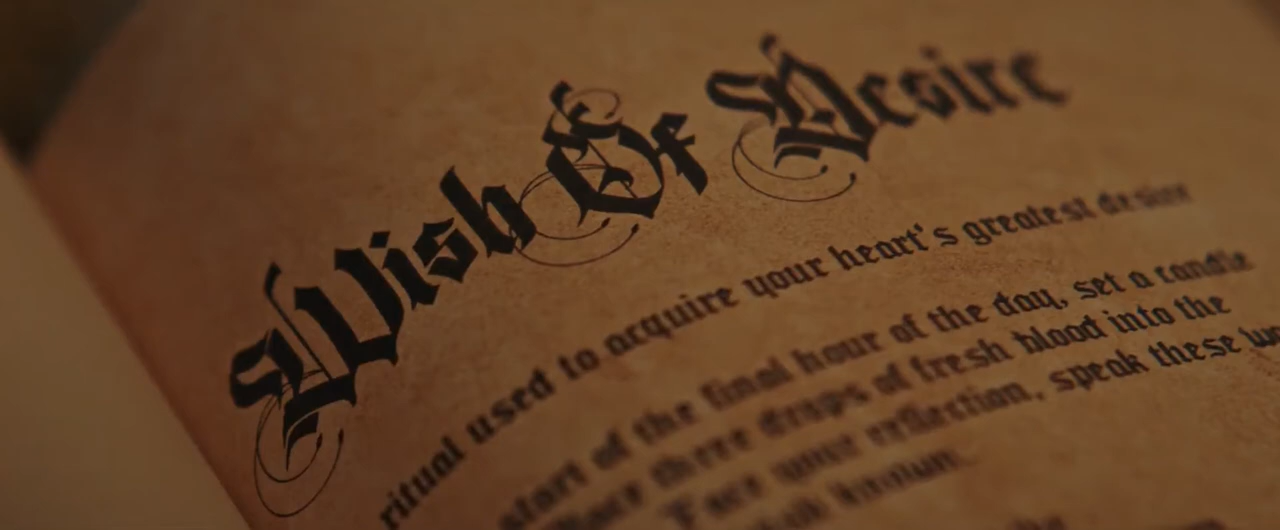 Wish Of Desire
ritual used to acquire your heart's greatest desire
start of the final hour of the day, set a candle
three drops of fresh blood into the
Face your reflection, speak these
known.